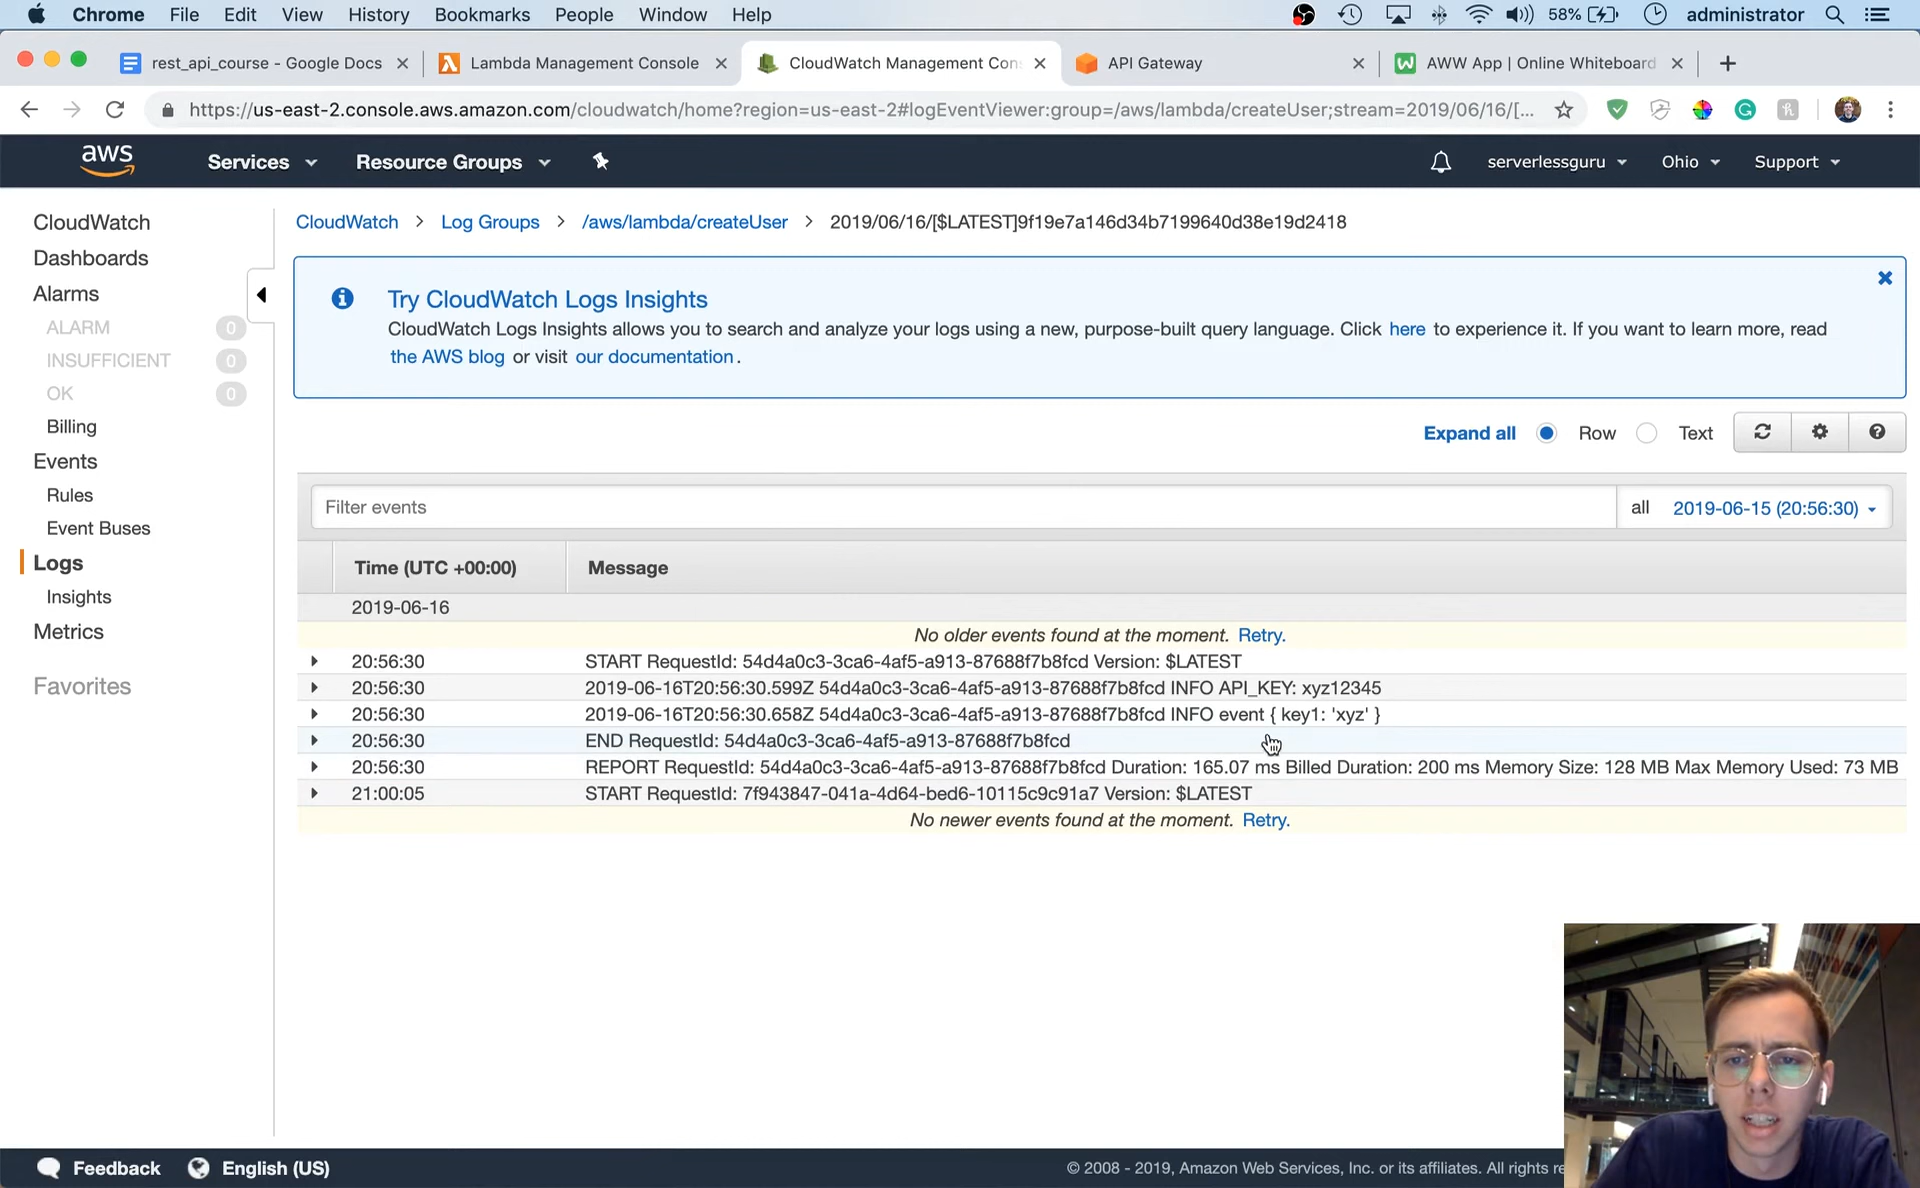 Chrome File Edit View History Bookmarks People Window Help 58% administrator
rest_api_course - Google Docs Lambda Management Console CloudWatch Management Con API Gateway AWW App | Online Whiteboard
https://us-east-2.console.aws.amazon.com/cloudwatch/home?region=us-east-2#logEventViewer:group=/aws/lambda/createUser;stream=2019/06/16/[...
aws Services Resource Groups serverlessguru Ohio Support
CloudWatch
Dashboards
Alarms
ALARM 0
INSUFFICIENT 0
OK 0
Billing
Events
Rules
Event Buses
Logs
Insights
Metrics
Favorites
CloudWatch > Log Groups > /aws/lambda/createUser > 2019/06/16/[$LATEST]9f19e7a146d34b7199640d38e19d2418
Try CloudWatch Logs Insights
CloudWatch Logs Insights allows you to search and analyze your logs using a new, purpose-built query language. Click here to experience it. If you want to learn more, read
the AWS blog or visit our documentation.
Expand all Row Text
Filter events all 2019-06-15 (20:56:30)
Time (UTC +00:00) Message
2019-06-16
No older events found at the moment. Retry.
20:56:30 START RequestId: 54d4a0c3-3ca6-4af5-a913-87688f7b8fcd Version: $LATEST
20:56:30 2019-06-16T20:56:30.599Z 54d4a0c3-3ca6-4af5-a913-87688f7b8fcd INFO API_KEY: xyz12345
20:56:30 2019-06-16T20:56:30.658Z 54d4a0c3-3ca6-4af5-a913-87688f7b8fcd INFO event { key1: 'xyz' }
20:56:30 END RequestId: 54d4a0c3-3ca6-4af5-a913-87688f7b8fcd
20:56:30 REPORT RequestId: 54d4a0c3-3ca6-4af5-a913-87688f7b8fcd Duration: 165.07 ms Billed Duration: 200 ms Memory Size: 128 MB Max Memory Used: 73 MB
21:00:05 START RequestId: 7f943847-041a-4d64-bed6-10115c9c91a7 Version: $LATEST
No newer events found at the moment. Retry.
Feedback English (US) © 2008 - 2019, Amazon Web Services, Inc. or its affiliates. All rights re